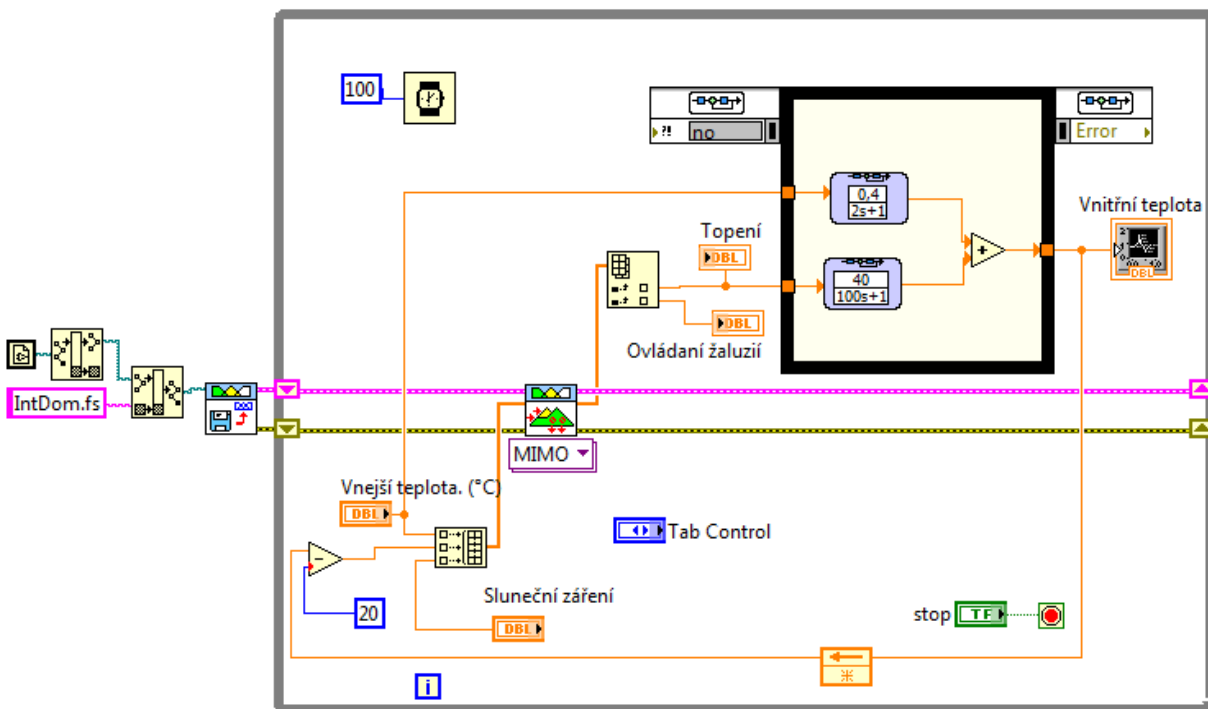 100
?!
no
Error
0,4
2s+1
Vnitřní teplota
DBL
Topení
DBL
40
100s+1
DBL
Ovládaní žaluzií
IntDom.fs
MIMO
Vnejší teplota. (°C)
DBL
Tab Control
20
Sluneční záření
DBL
stop
TF
i